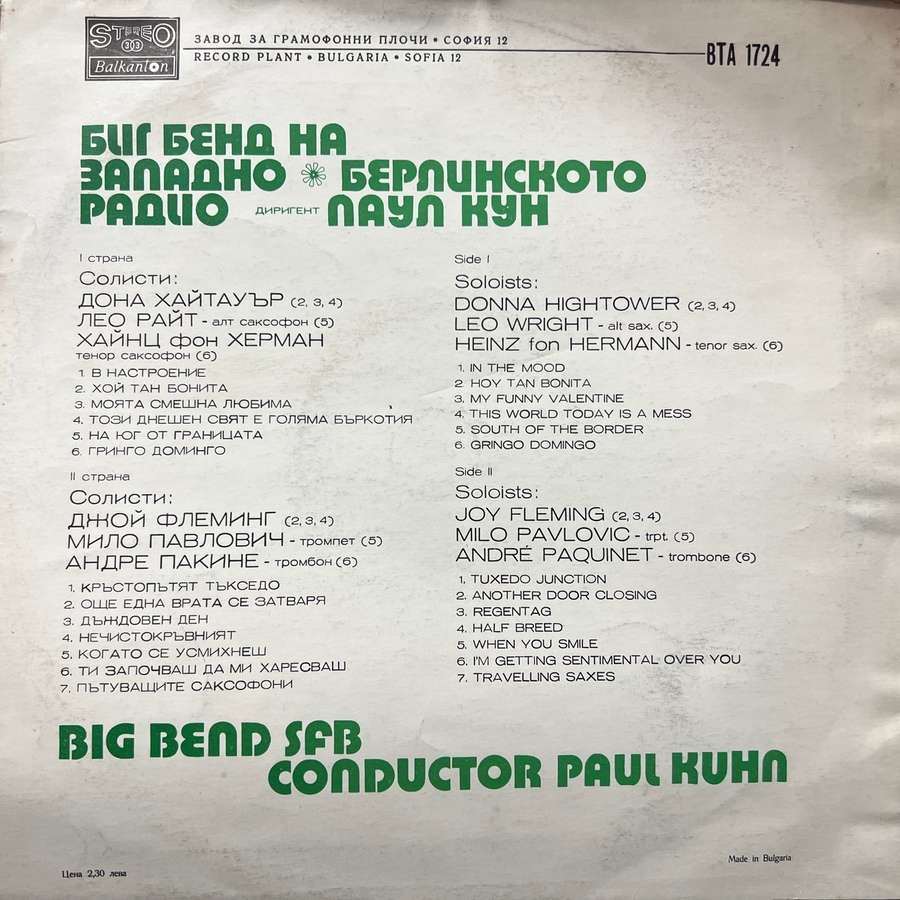 STEREO
303
Balkanton
ЗАВОД ЗА ГРАМОФОННИ ПЛОЧИ • СОФИЯ 12
RECORD PLANT • BULGARIA • SOFIA 12
ВТА 1724
БИГ БЕНД НА
ЗАПАДНО * БЕРЛИНСКОТО
РАДИО ДИРИГЕНТ ПАУЛ КУН
I страна
Солисти:
ДОНА ХАЙТАУЪР (2, 3, 4)
ЛЕО РАЙТ - алт саксофон (5)
ХАЙНЦ фон ХЕРМАН
тенор саксофон (6)
1. В НАСТРОЕНИЕ
2. ХОЙ ТАН БОНИТА
3. МОЯТА СМЕШНА ЛЮБИМА
4. ТОЗИ ДНЕШЕН СВЯТ Е ГОЛЯМА БЪРКОТИЯ
5. НА ЮГ ОТ ГРАНИЦАТА
6. ГРИНГО ДОМИНГО
Side I
Soloists:
DONNA HIGHTOWER (2, 3, 4)
LEO WRIGHT - alt sax. (5)
HEINZ fon HERMANN - tenor sax. (6)
1. IN THE MOOD
2. HOY TAN BONITA
3. MY FUNNY VALENTINE
4. THIS WORLD TODAY IS A MESS
5. SOUTH OF THE BORDER
6. GRINGO DOMINGO
II страна
Солисти:
ДЖОЙ ФЛЕМИНГ (2, 3, 4)
МИЛО ПАВЛОВИЧ - тромпет (5)
АНДРЕ ПАКИНЕ - тромбон (6)
1. КРЪСТОПЪТЯТ ТЪКСЕДО
2. ОЩЕ ЕДНА ВРАТА СЕ ЗАТВАРЯ
3. ДЪЖДОВЕН ДЕН
4. НЕЧИСТОКРЪВНИЯТ
5. КОГАТО СЕ УСМИХНЕШ
6. ТИ ЗАПОЧВАШ ДА МИ ХАРЕСВАШ
7. ПЪТУВАЩИТЕ САКСОФОНИ
Side II
Soloists:
JOY FLEMING (2, 3, 4)
MILO PAVLOVIC - trpt. (5)
ANDRÉ PAQUINET - trombone (6)
1. TUXEDO JUNCTION
2. ANOTHER DOOR CLOSING
3. REGENTAG
4. HALF BREED
5. WHEN YOU SMILE
6. I'M GETTING SENTIMENTAL OVER YOU
7. TRAVELLING SAXES
BIG BEND SFB
CONDUCTOR PAUL KUHN
Made in Bulgaria
Цена 2,30 лева